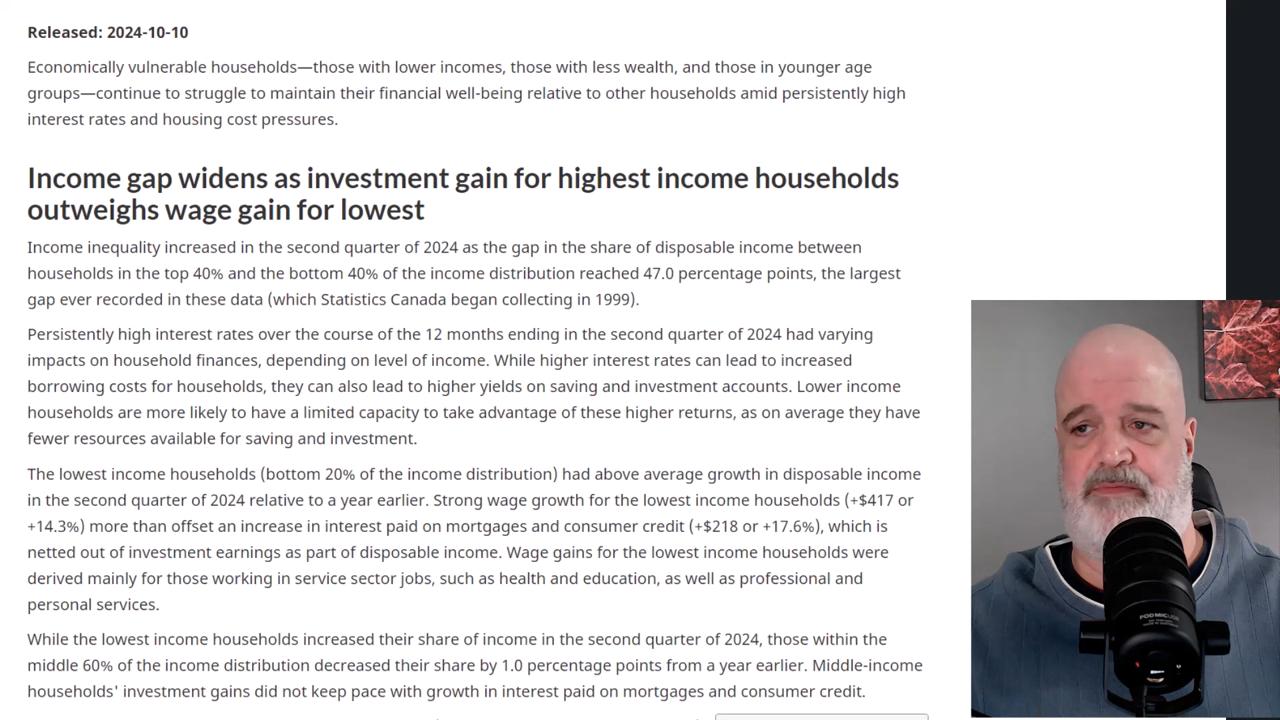 Released: 2024-10-10
Economically vulnerable households—those with lower incomes, those with less wealth, and those in younger age
groups—continue to struggle to maintain their financial well-being relative to other households amid persistently high
interest rates and housing cost pressures.
Income gap widens as investment gain for highest income households
outweighs wage gain for lowest
Income inequality increased in the second quarter of 2024 as the gap in the share of disposable income between
households in the top 40% and the bottom 40% of the income distribution reached 47.0 percentage points, the largest
gap ever recorded in these data (which Statistics Canada began collecting in 1999).
Persistently high interest rates over the course of the 12 months ending in the second quarter of 2024 had varying
impacts on household finances, depending on level of income. While higher interest rates can lead to increased
borrowing costs for households, they can also lead to higher yields on saving and investment accounts. Lower income
households are more likely to have a limited capacity to take advantage of these higher returns, as on average they have
fewer resources available for saving and investment.
The lowest income households (bottom 20% of the income distribution) had above average growth in disposable income
in the second quarter of 2024 relative to a year earlier. Strong wage growth for the lowest income households (+$417 or
+14.3%) more than offset an increase in interest paid on mortgages and consumer credit (+$218 or +17.6%), which is
netted out of investment earnings as part of disposable income. Wage gains for the lowest income households were
derived mainly for those working in service sector jobs, such as health and education, as well as professional and
personal services.
While the lowest income households increased their share of income in the second quarter of 2024, those within the
middle 60% of the income distribution decreased their share by 1.0 percentage points from a year earlier. Middle-income
households' investment gains did not keep pace with growth in interest paid on mortgages and consumer credit.